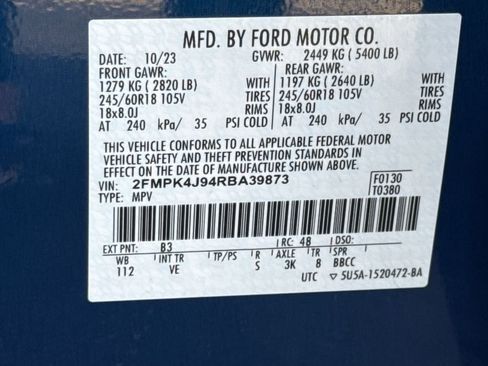 MFD. BY FORD MOTOR CO.
DATE: 10/23 GVWR: 2449 KG ( 5400 LB)
FRONT GAWR: REAR GAWR:
1279 KG ( 2820 LB) WITH 1197 KG ( 2640 LB) WITH
245/60R18 105V TIRES 245/60R18 105V TIRES
18x8.0J RIMS 18x8.0J RIMS
AT 240 kPa/ 35 PSI COLD AT 240 kPa/ 35 PSI COLD
THIS VEHICLE CONFORMS TO ALL APPLICABLE FEDERAL MOTOR
VEHICLE SAFETY AND BUMPER AND THEFT PREVENTION STANDARDS IN
EFFECT ON THE DATE OF MANUFACTURE SHOWN ABOVE.
VIN: 2FMPK4J94RBA39873 F0130
TYPE: MPV T0380
EXT PNT: B3 RC: 48 DSO:
WB INT TR TP/PS R AXLE TR SPR
112 VE S 3K 8 BBCC
UTC ▽ 5U5A-1520472-BA